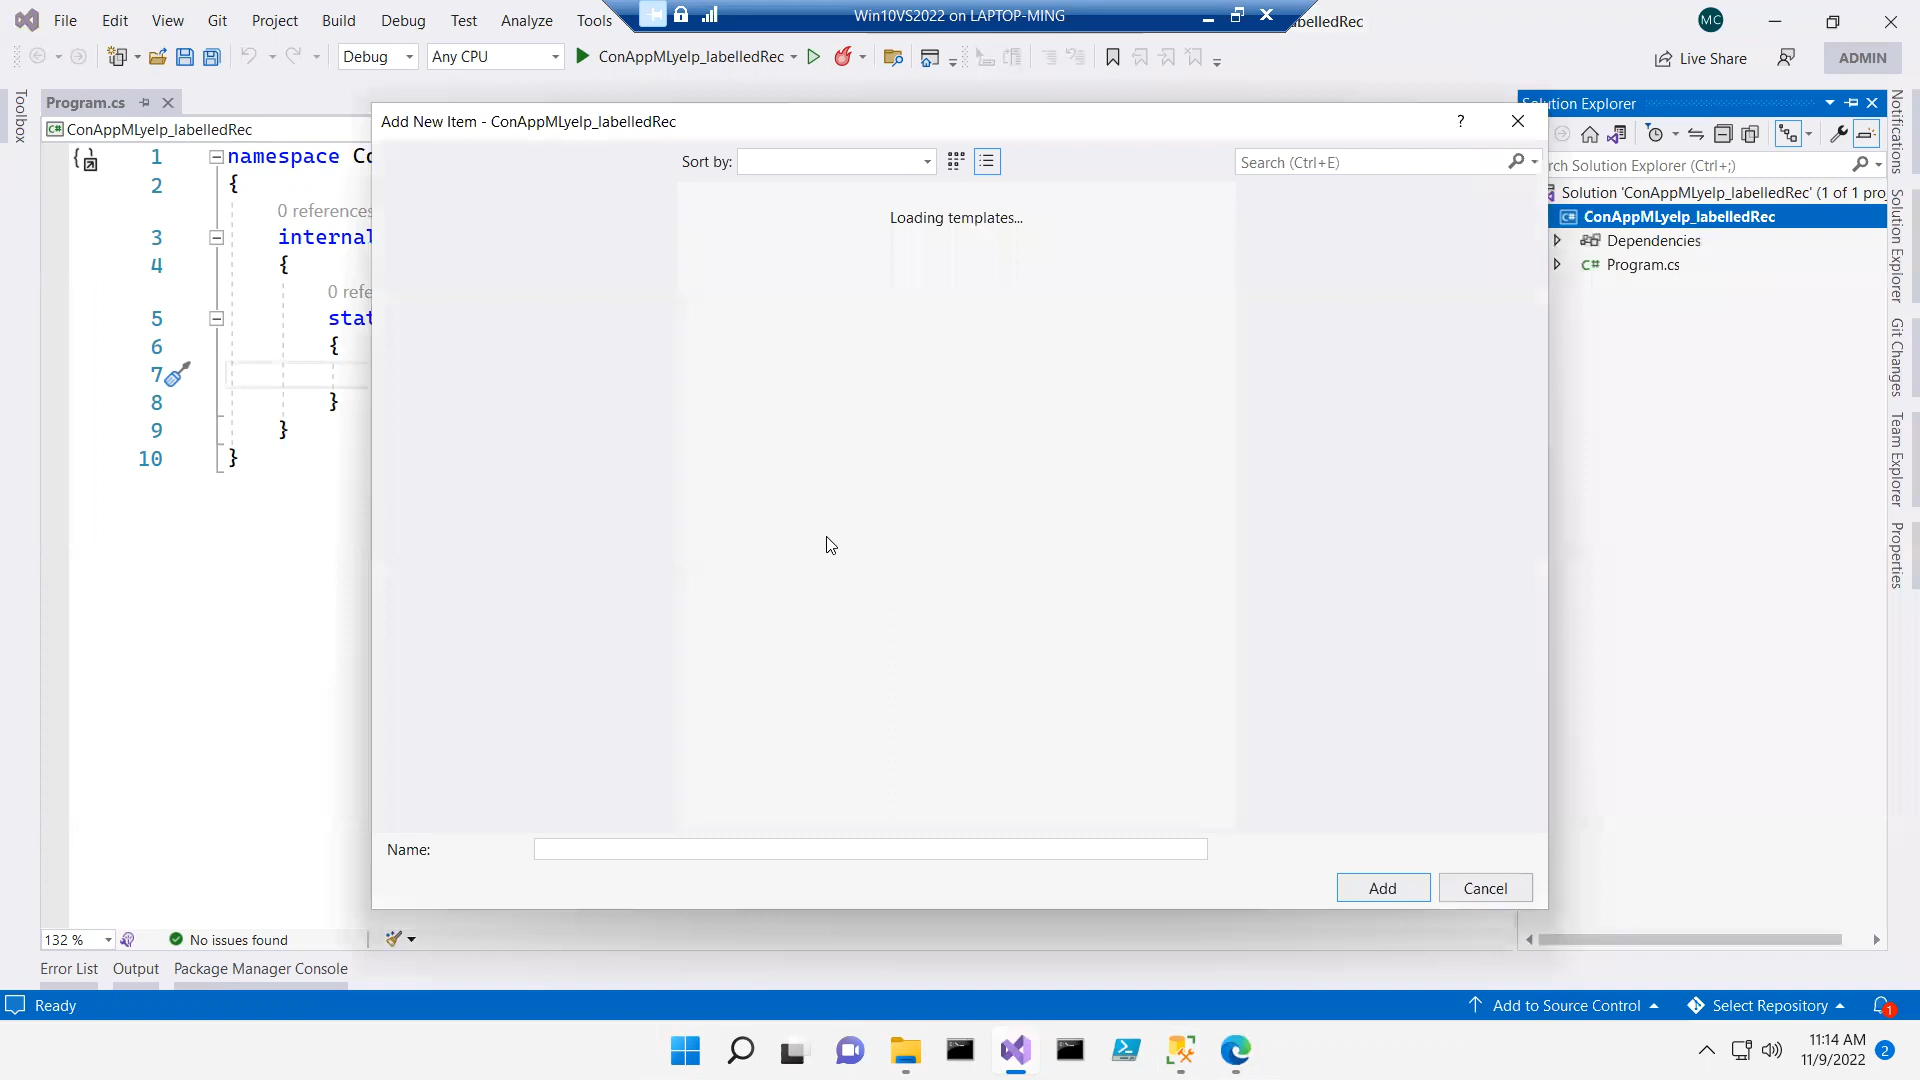 File Edit View Git Project Build Debug Test Analyze Tools
Win10VS2022 on LAPTOP-MING
abelledRec
MC
Debug
Any CPU
ConAppMLyelp_labelledRec
Live Share
ADMIN
Toolbox
Program.cs
ConAppMLyelp_labelledRec
1 namespace Co
2 {
0 references
3 internal
4 {
0 refe
5 stat
6 {
7
8 }
9 }
10 }
Add New Item - ConAppMLyelp_labelledRec
?
Sort by:
Search (Ctrl+E)
Loading templates...
Name:
Add
Cancel
Solution Explorer
rch Solution Explorer (Ctrl+;)
Solution 'ConAppMLyelp_labelledRec' (1 of 1 pro
ConAppMLyelp_labelledRec
Dependencies
C# Program.cs
Notifications
Solution Explorer
Git Changes
Team Explorer
Properties
132 %
No issues found
Error List
Output
Package Manager Console
Ready
Add to Source Control
Select Repository
1
11:14 AM
11/9/2022
2